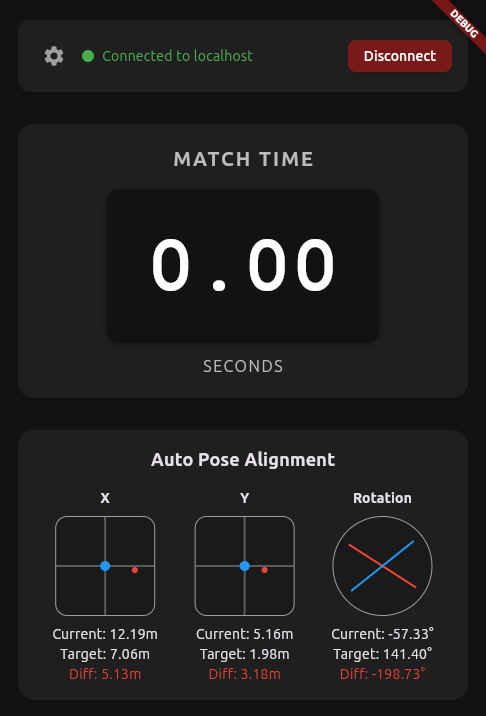 DEBUG
Connected to localhost
Disconnect
MATCH TIME
0.00
SECONDS
Auto Pose Alignment
X
Y
Rotation
Current: 12.19m
Current: 5.16m
Current: -57.33°
Target: 7.06m
Target: 1.98m
Target: 141.40°
Diff: 5.13m
Diff: 3.18m
Diff: -198.73°